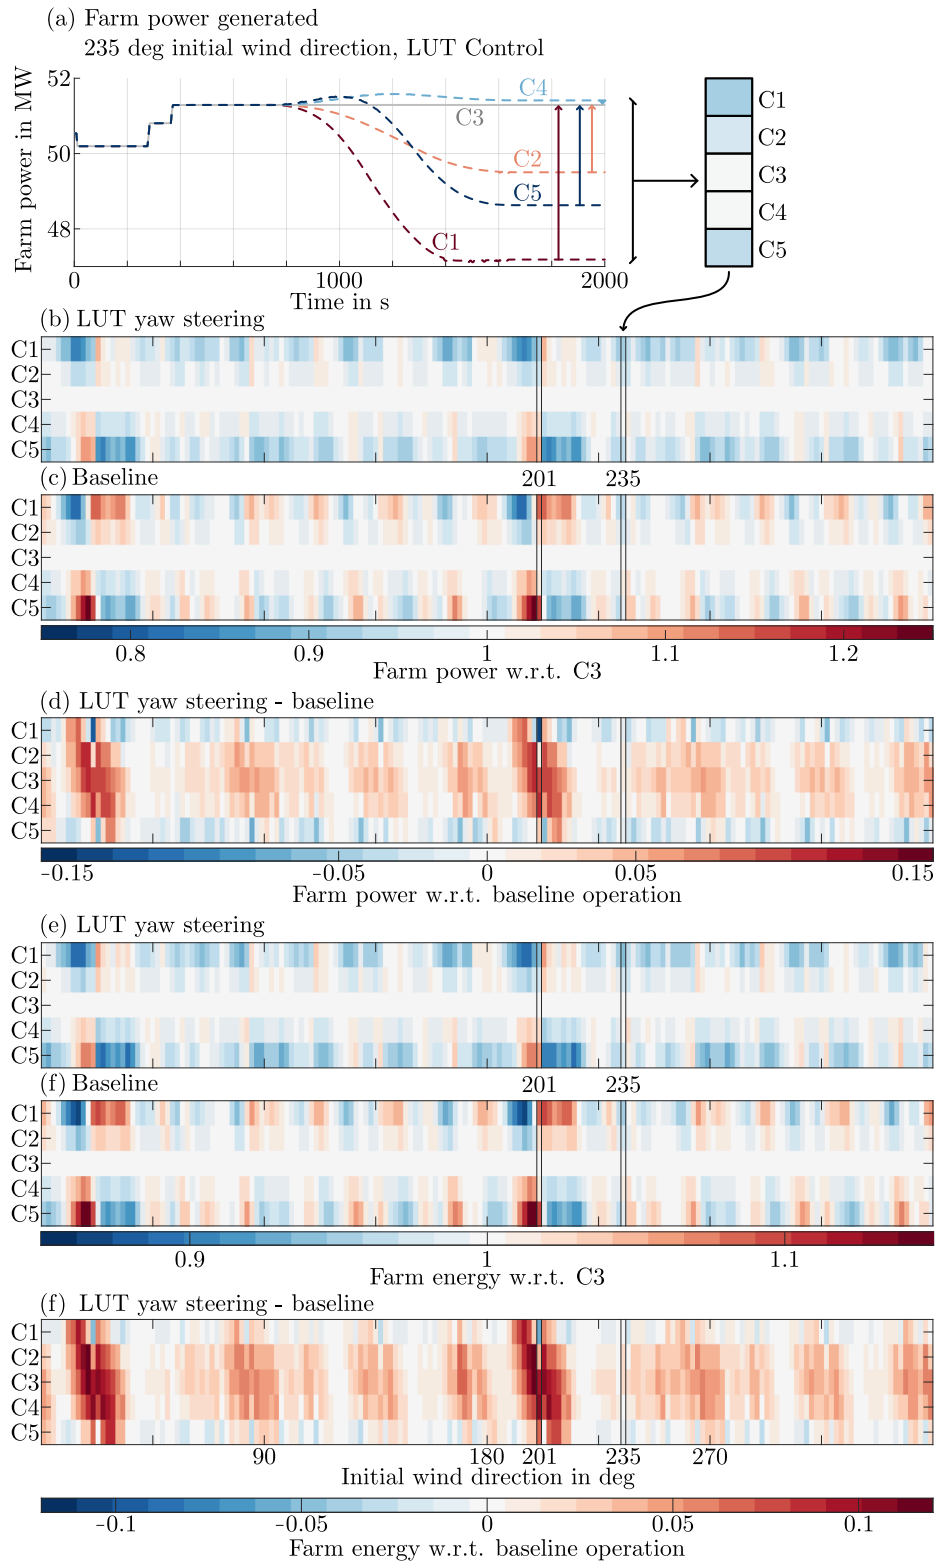 (a) Farm power generated
235 deg initial wind direction, LUT Control
Farm power in MW
52
50
48
C4
C3
C2
C5
C1
0
1000
2000
Time in s
C1
C2
C3
C4
C5
(b) LUT yaw steering
C1
C2
C3
C4
C5
201
235
(c) Baseline
C1
C2
C3
C4
C5
0.8
0.9
1
1.1
1.2
Farm power w.r.t. C3
(d) LUT yaw steering - baseline
C1
C2
C3
C4
C5
-0.15
-0.05
0
0.05
0.15
Farm power w.r.t. baseline operation
(e) LUT yaw steering
C1
C2
C3
C4
C5
201
235
(f) Baseline
C1
C2
C3
C4
C5
0.9
1
1.1
Farm energy w.r.t. C3
(f) LUT yaw steering - baseline
C1
C2
C3
C4
C5
90
180
201
235
270
Initial wind direction in deg
-0.1
-0.05
0
0.05
0.1
Farm energy w.r.t. baseline operation